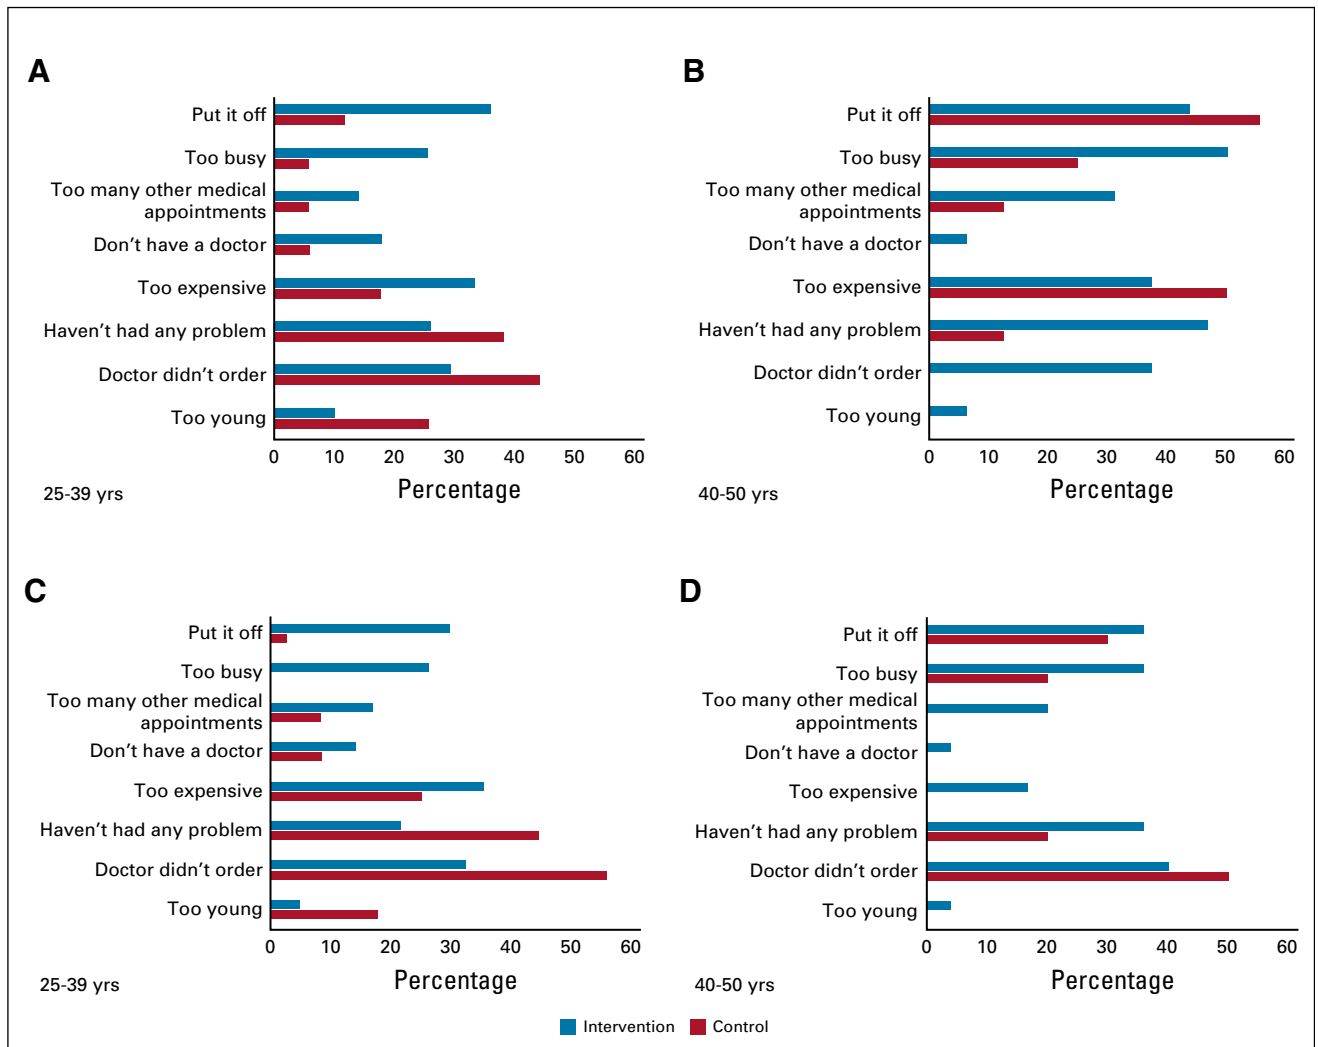 A
Put it off
Too busy
Too many other medical
appointments
Don't have a doctor
Too expensive
Haven't had any problem
Doctor didn't order
Too young
0 10 20 30 40 50 60
25-39 yrs
Percentage
B
Put it off
Too busy
Too many other medical
appointments
Don't have a doctor
Too expensive
Haven't had any problem
Doctor didn't order
Too young
0 10 20 30 40 50 60
40-50 yrs
Percentage
C
Put it off
Too busy
Too many other medical
appointments
Don't have a doctor
Too expensive
Haven't had any problem
Doctor didn't order
Too young
0 10 20 30 40 50 60
25-39 yrs
Percentage
D
Put it off
Too busy
Too many other medical
appointments
Don't have a doctor
Too expensive
Haven't had any problem
Doctor didn't order
Too young
0 10 20 30 40 50 60
40-50 yrs
Percentage
Intervention Control